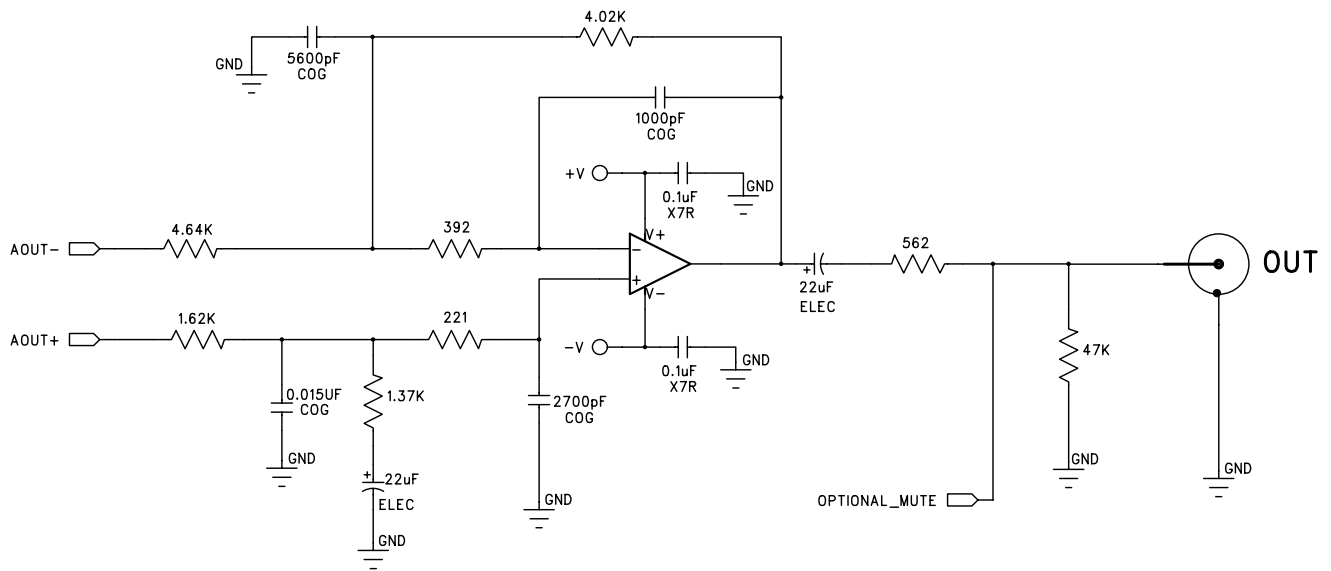 4.02K
GND
5600pF
COG
1000pF
COG
+V
GND
0.1uF
X7R
4.64K
392
V+
AOUT-
-
562
OUT
+
+
22uF
ELEC
V-
1.62K
221
AOUT+
-V
47K
GND
0.1uF
X7R
0.015UF
COG
1.37K
2700pF
COG
GND
GND
GND
+
22uF
ELEC
GND
OPTIONAL_MUTE
GND